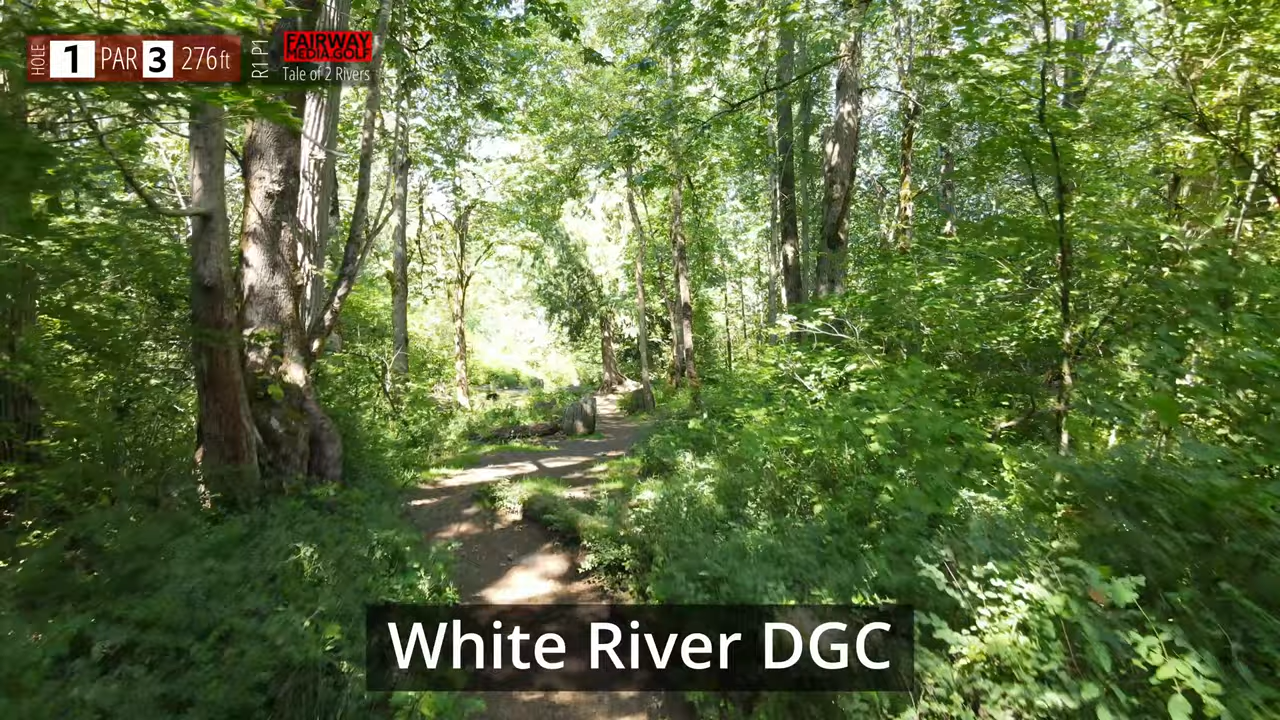 HOLE 1 PAR 3 276ft
R1 P1
FAIRWAY
MEDIA GOLF
Tale of 2 Rivers
White River DGC